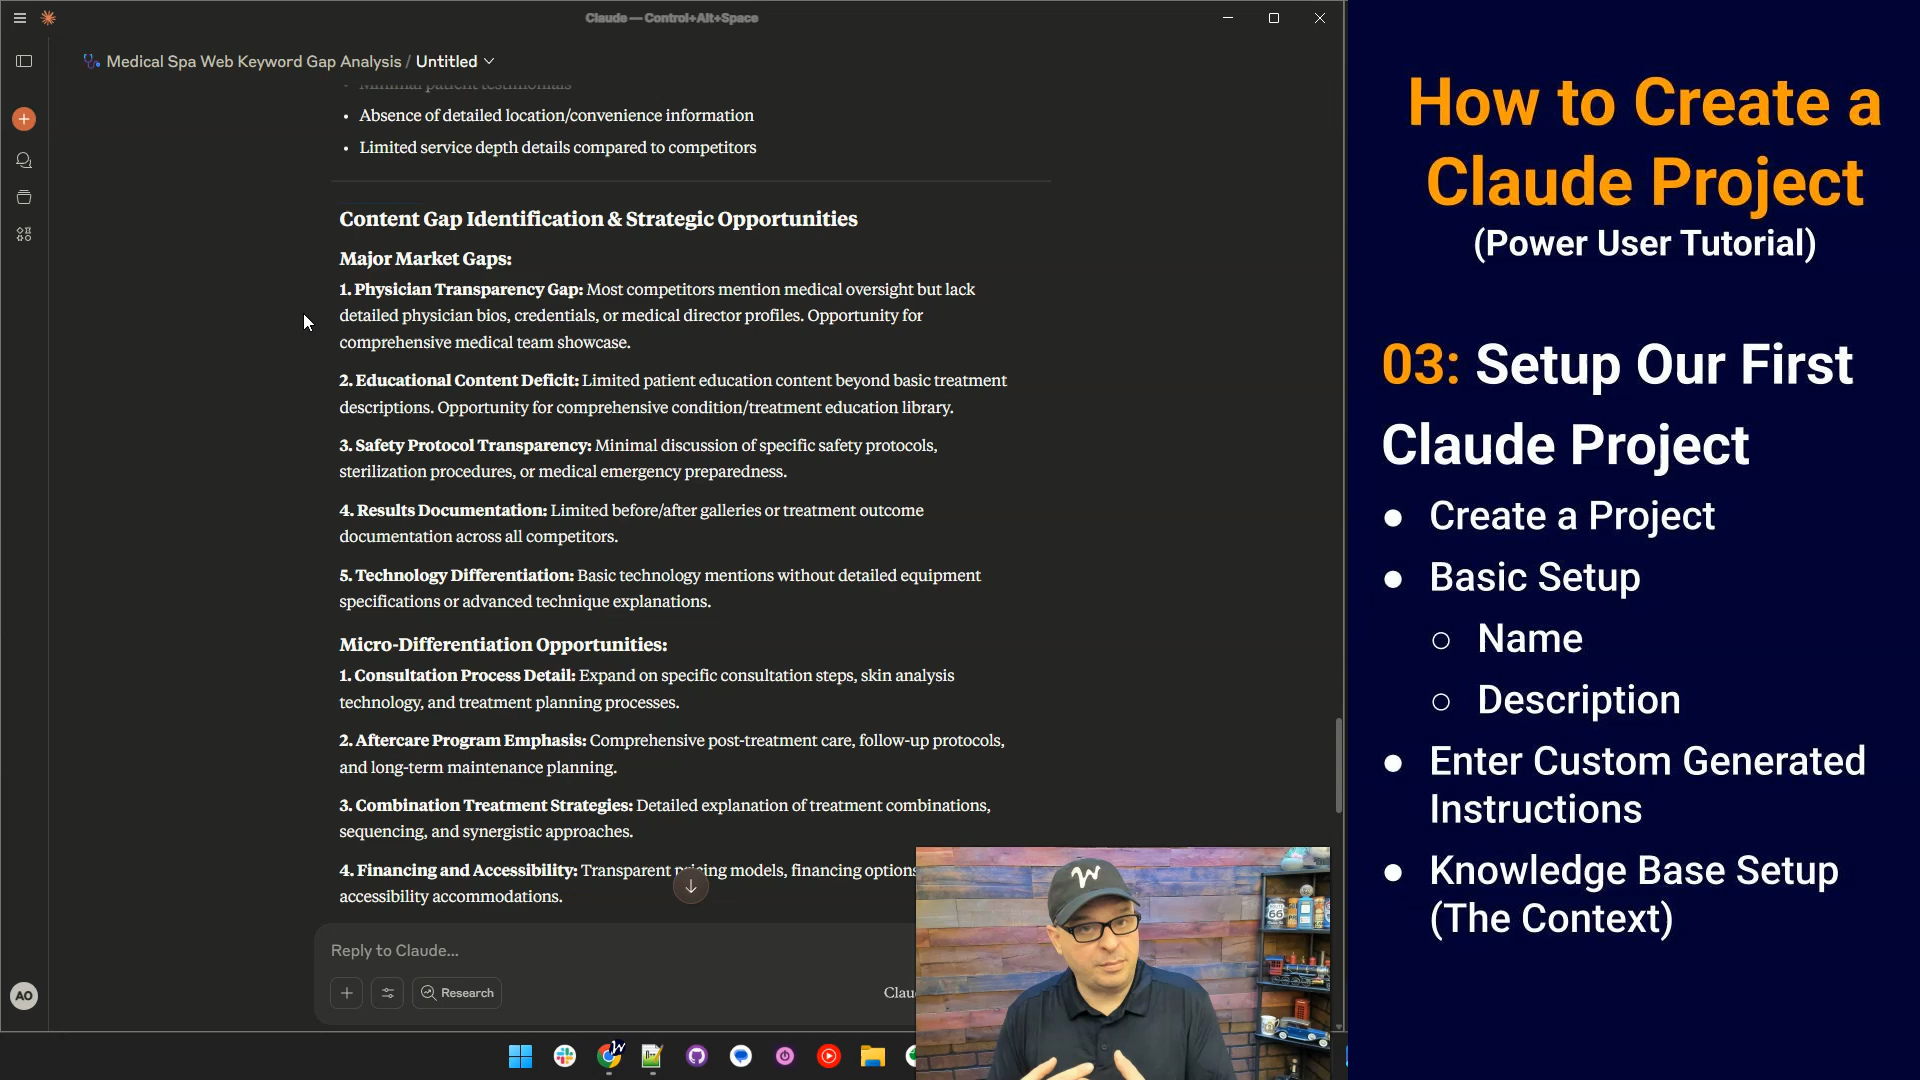 Claude — Control+Alt+Space
Medical Spa Web Keyword Gap Analysis / Untitled
Minimal patient testimonials
Absence of detailed location/convenience information
Limited service depth details compared to competitors
Content Gap Identification & Strategic Opportunities
Major Market Gaps:
1. Physician Transparency Gap: Most competitors mention medical oversight but lack
detailed physician bios, credentials, or medical director profiles. Opportunity for
comprehensive medical team showcase.
2. Educational Content Deficit: Limited patient education content beyond basic treatment
descriptions. Opportunity for comprehensive condition/treatment education library.
3. Safety Protocol Transparency: Minimal discussion of specific safety protocols,
sterilization procedures, or medical emergency preparedness.
4. Results Documentation: Limited before/after galleries or treatment outcome
documentation across all competitors.
5. Technology Differentiation: Basic technology mentions without detailed equipment
specifications or advanced technique explanations.
Micro-Differentiation Opportunities:
1. Consultation Process Detail: Expand on specific consultation steps, skin analysis
technology, and treatment planning processes.
2. Aftercare Program Emphasis: Comprehensive post-treatment care, follow-up protocols,
and long-term maintenance planning.
3. Combination Treatment Strategies: Detailed explanation of treatment combinations,
sequencing, and synergistic approaches.
4. Financing and Accessibility: Transparent pricing models, financing options
accessibility accommodations.
Reply to Claude...
Research
Clau
AO
How to Create a
Claude Project
(Power User Tutorial)
03: Setup Our First
Claude Project
● Create a Project
● Basic Setup
○ Name
○ Description
● Enter Custom Generated
Instructions
● Knowledge Base Setup
(The Context)
W
66